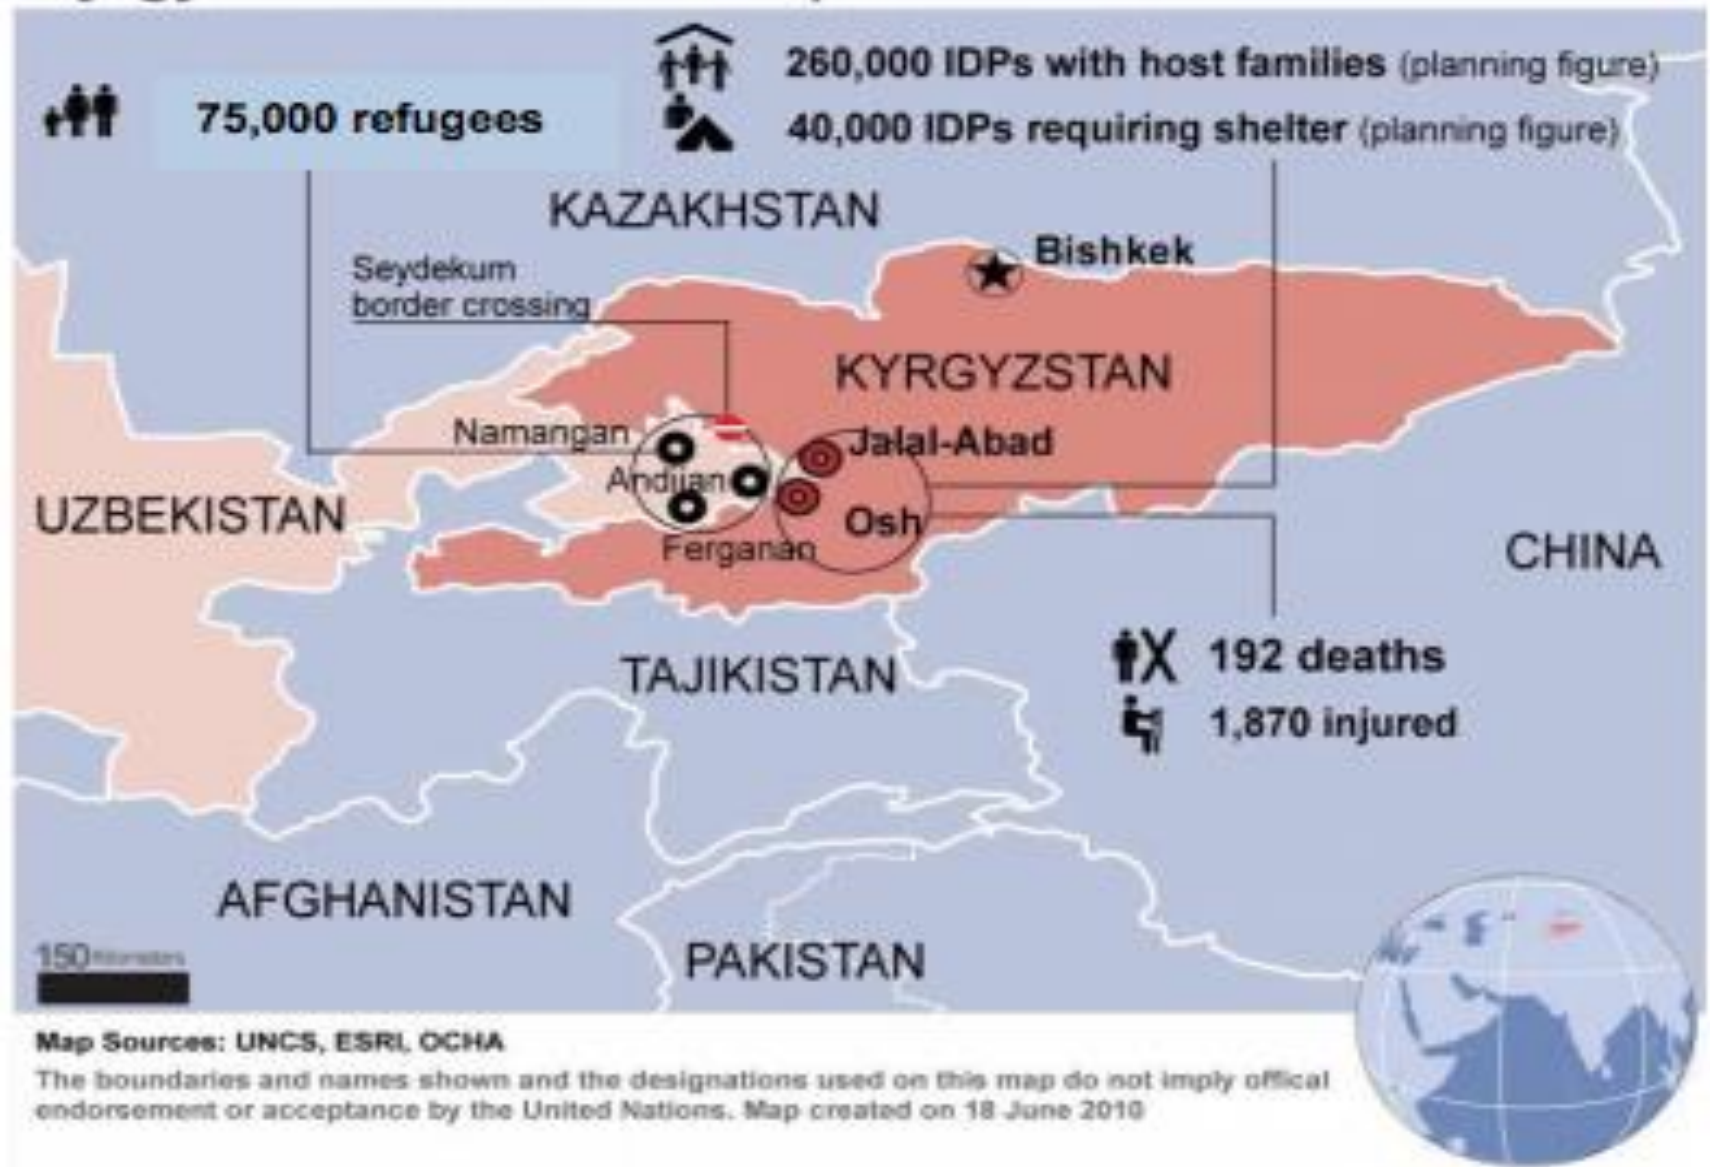 75,000 refugees
260,000 IDPs with host families (planning figure)
40,000 IDPs requiring shelter (planning figure)
KAZAKHSTAN
Bishkek
Seydekum
border crossing
KYRGYZSTAN
Namangan
Jalal-Abad
Andijan
UZBEKISTAN
Osh
Ferganan
CHINA
192 deaths
TAJIKISTAN
1,870 injured
AFGHANISTAN
PAKISTAN
150 Kilometers
Map Sources: UNCS, ESRI, OCHA
The boundaries and names shown and the designations used on this map do not imply offical
endorsement or acceptance by the United Nations. Map created on 18 June 2010